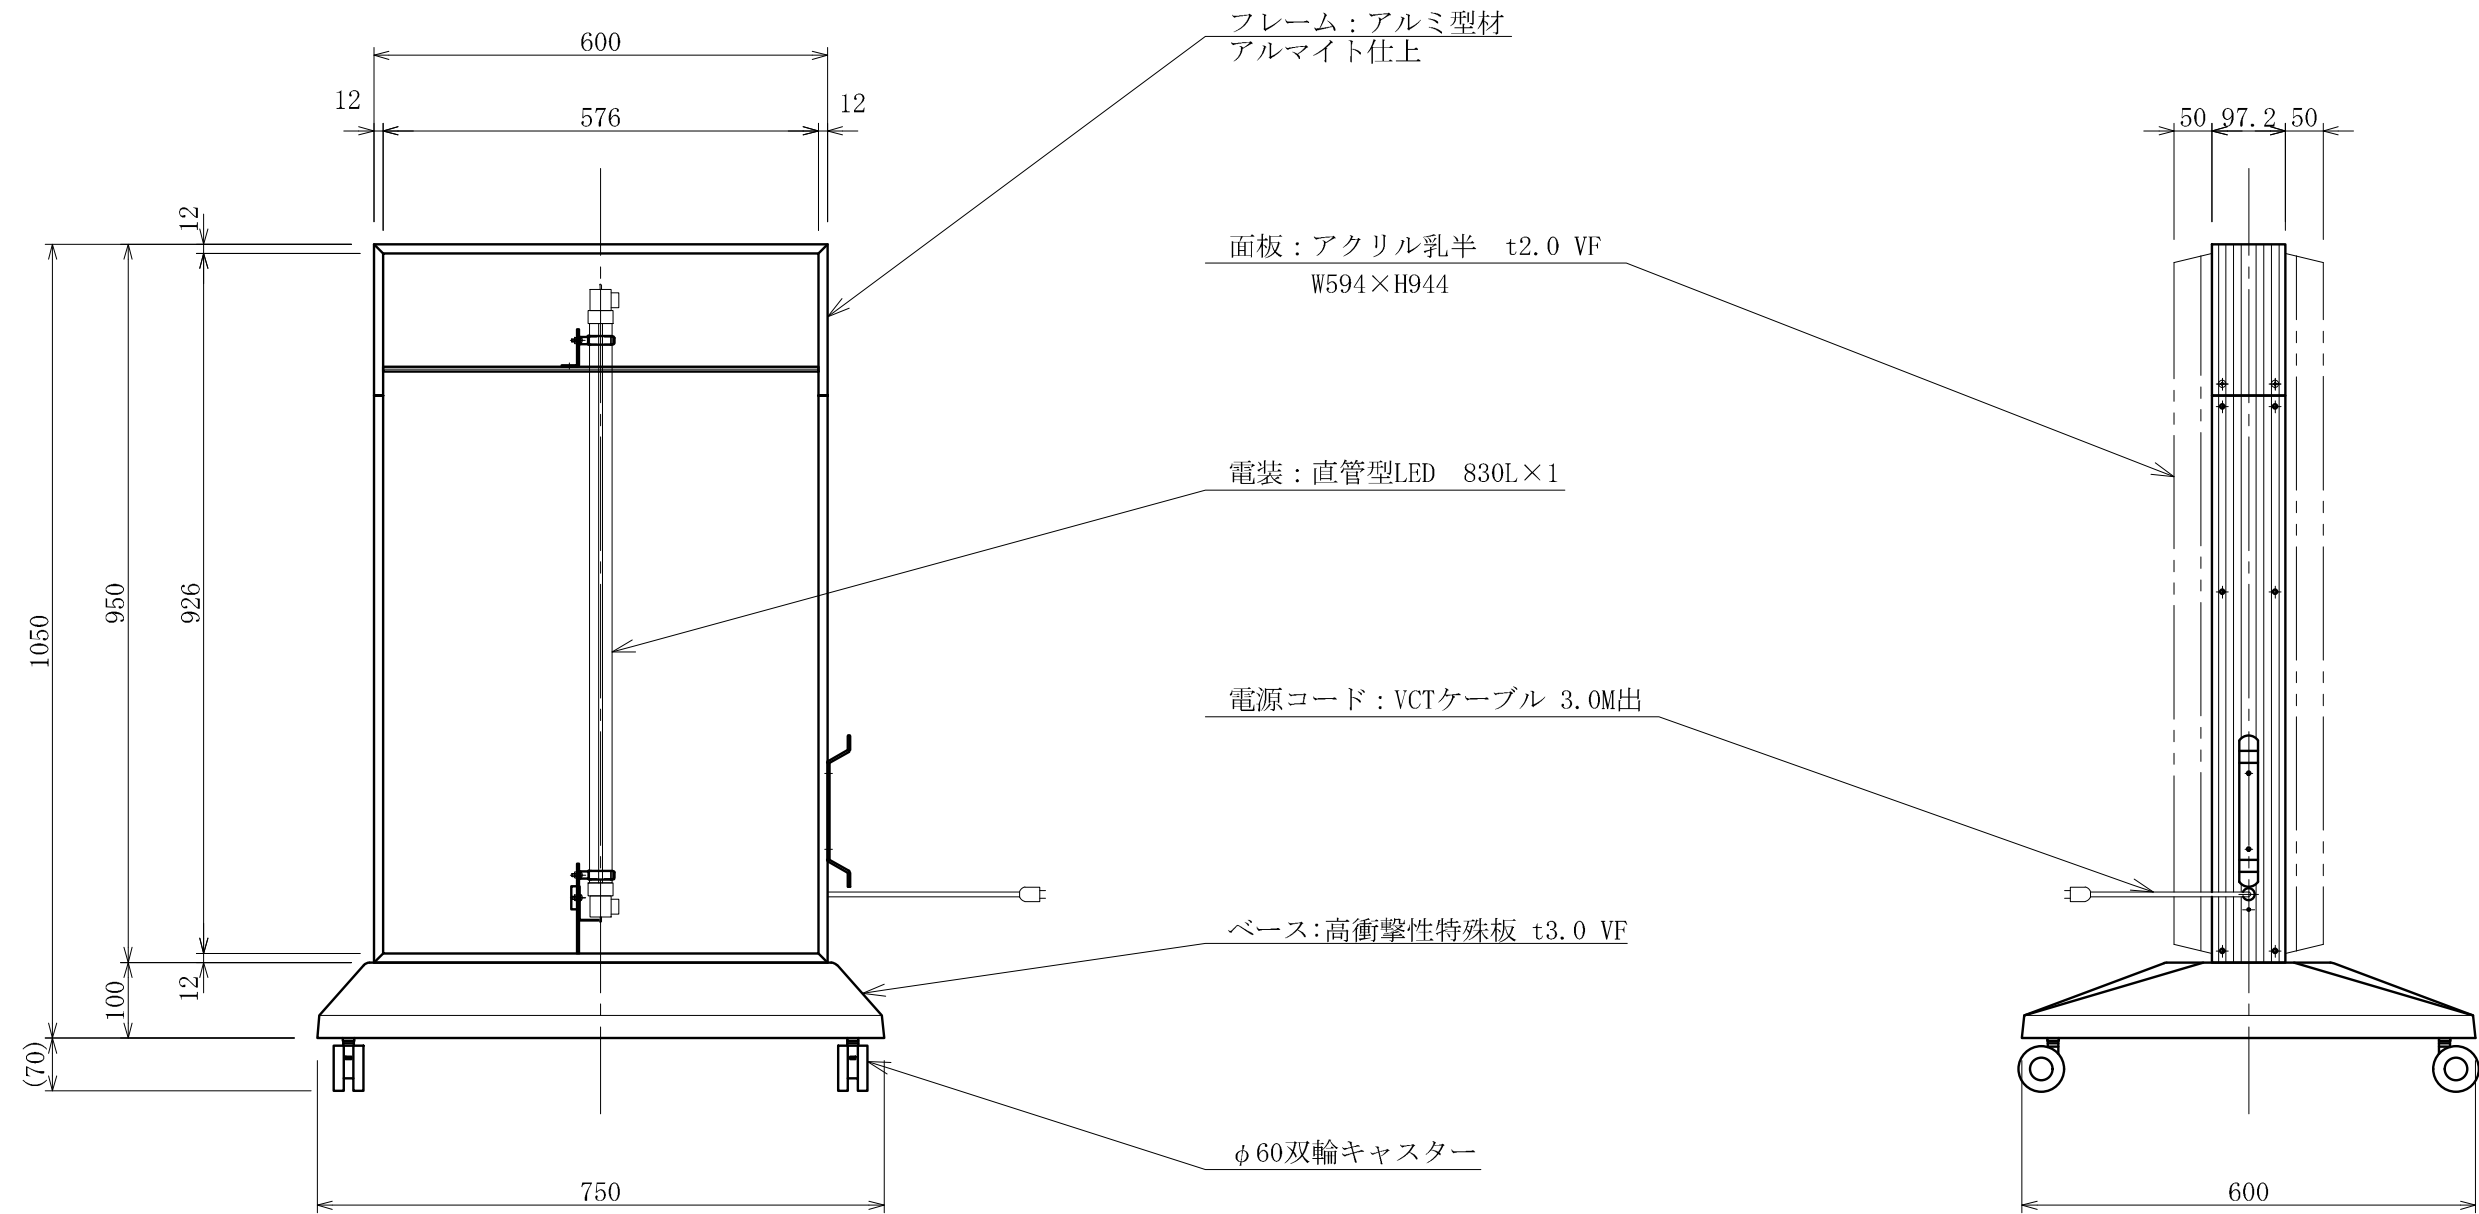 フレーム：アルミ型材
アルマイト仕上
600
12
576
12
50
97.2
50
12
面板：アクリル乳半　t2.0 VF
W594×H944
電装：直管型LED　830L×1
1050
950
926
電源コード：VCTケーブル 3.0M出
ベース：高衝撃性特殊板 t3.0 VF
100
12
(70)
φ60双輪キャスター
750
600